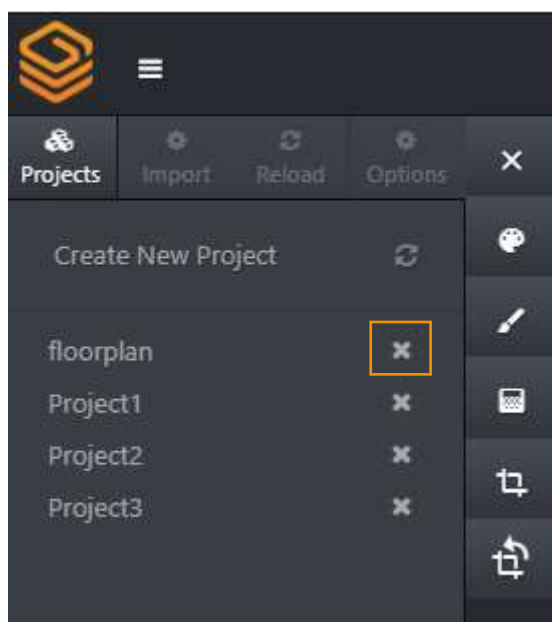 Projects Import Reload Options
Create New Project
floorplan
Project1
Project2
Project3